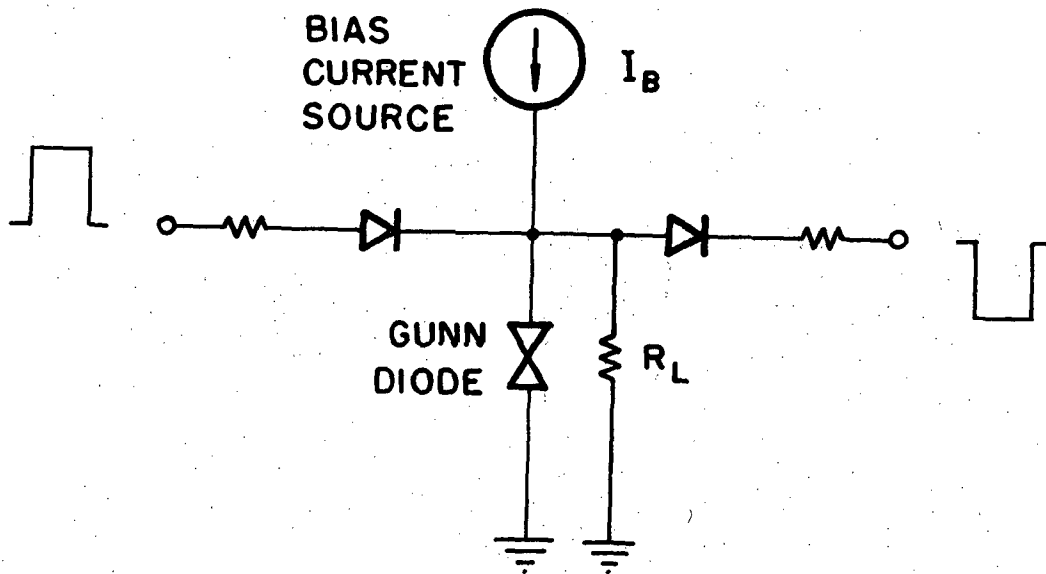 BIAS
CURRENT
SOURCE
I_B
GUNN
DIODE
R_L